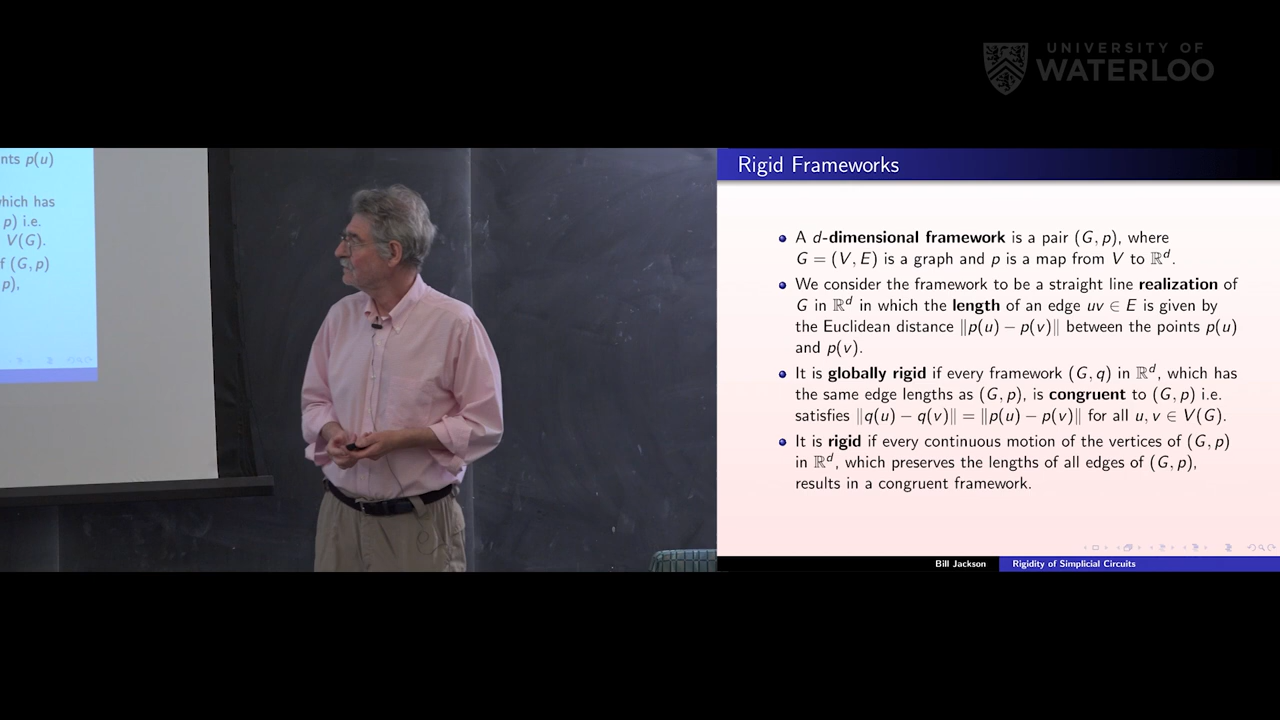 UNIVERSITY OF
WATERLOO
nts p(u)
which has
p) i.e.
V(G).
f (G, p)
p),
Rigid Frameworks
A d-dimensional framework is a pair (G, p), where
G = (V, E) is a graph and p is a map from V to ℝᵈ.
We consider the framework to be a straight line realization of
G in ℝᵈ in which the length of an edge uv ∈ E is given by
the Euclidean distance ‖p(u) − p(v)‖ between the points p(u)
and p(v).
It is globally rigid if every framework (G, q) in ℝᵈ, which has
the same edge lengths as (G, p), is congruent to (G, p) i.e.
satisfies ‖q(u) − q(v)‖ = ‖p(u) − p(v)‖ for all u, v ∈ V(G).
It is rigid if every continuous motion of the vertices of (G, p)
in ℝᵈ, which preserves the lengths of all edges of (G, p),
results in a congruent framework.
Bill Jackson
Rigidity of Simplicial Circuits